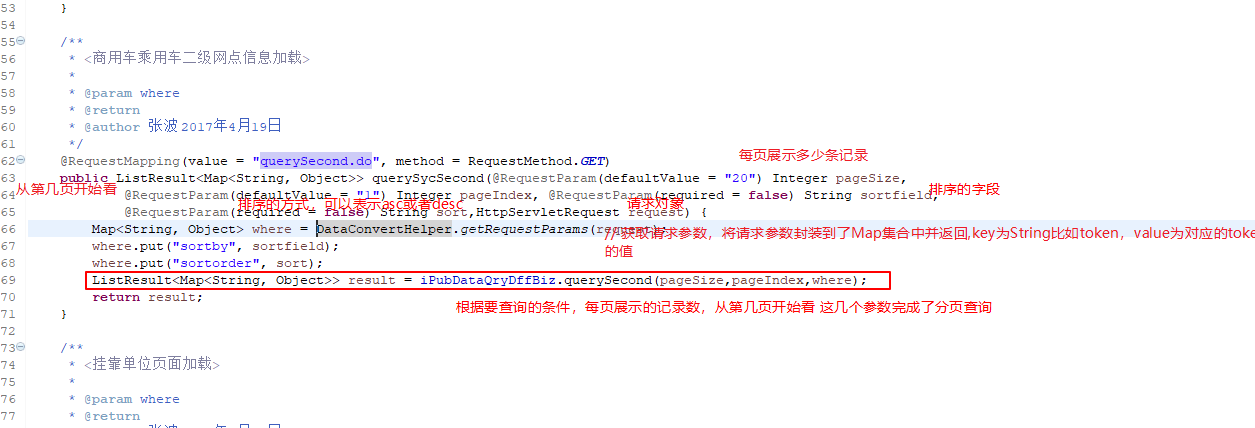 53 }
54
55 /**
56 * <商用车乘用车二级网点信息加载>
57 *
58 * @param where
59 * @return
60 * @author 张波 2017年4月19日
61 */
62 @RequestMapping(value = "querySecond.do", method = RequestMethod.GET)
每页展示多少条记录
63 public ListResult<Map<String, Object>> querySycSecond(@RequestParam(defaultValue = "20") Integer pageSize,
从第几页开始看
排序的字段
64 @RequestParam(defaultValue = "1") Integer pageIndex, @RequestParam(required = false) String sortfield,
排序的方式，可以表示asc或者desc
请求对象
65 @RequestParam(required = false) String sort,HttpServletRequest request) {
66 Map<String, Object> where = DataConvertHelper.getRequestParams(request);
//获取请求参数，将请求参数封装到了Map集合中并返回,key为String比如token，value为对应的toke
的值
67 where.put("sortby", sortfield);
68 where.put("sortorder", sort);
69 ListResult<Map<String, Object>> result = iPubDataQryDffBiz.querySecond(pageSize,pageIndex,where);
70 return result;
根据要查询的条件，每页展示的记录数，从第几页开始看 这几个参数完成了分页查询
71 }
72
73 /**
74 * <挂靠单位页面加载>
75 *
76 * @param where
77 * @return